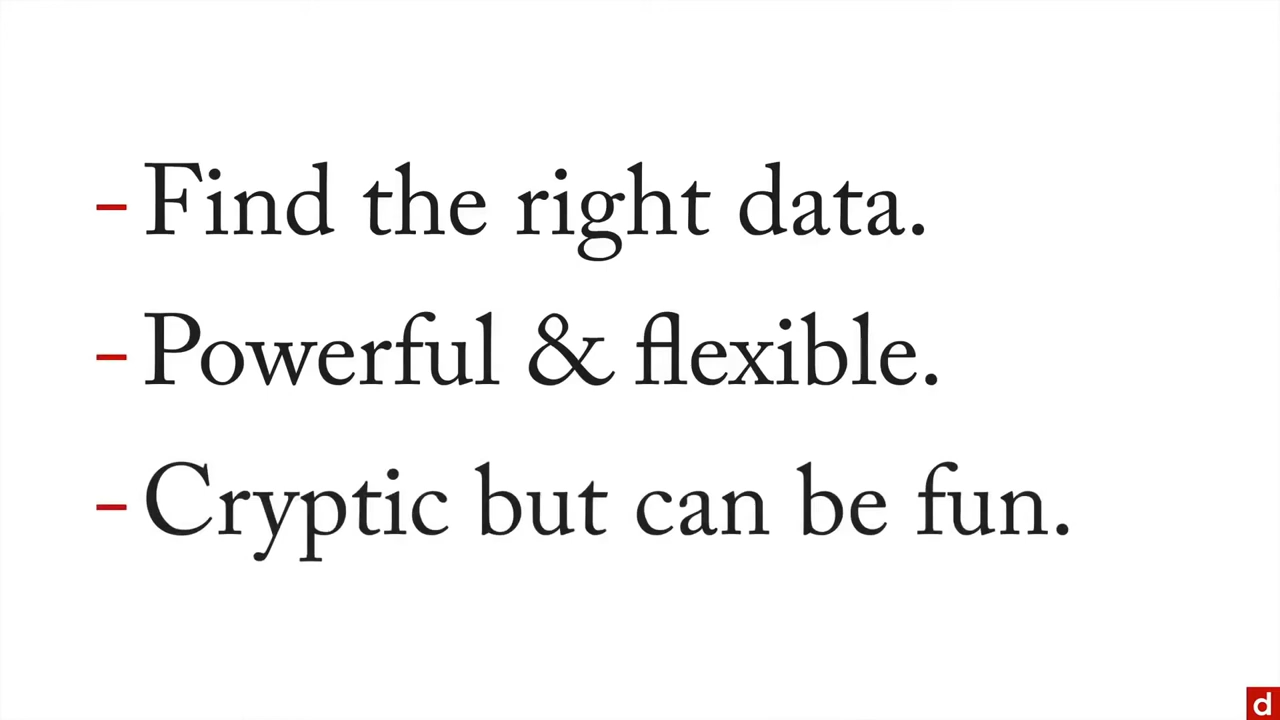 - Find the right data.
- Powerful & flexible.
- Cryptic but can be fun.
d